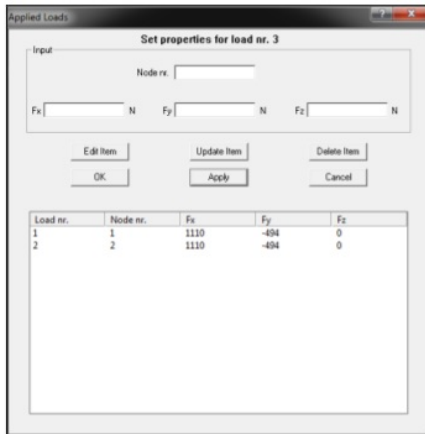 Applied Loads
Set properties for load nr. 3
Input
Node nr.
Fx N Fy N Fz N
Edit Item Update Item Delete Item
OK Apply Cancel
Load nr. Node nr. Fx Fy Fz
1 1 1110 -494 0
2 2 1110 -494 0